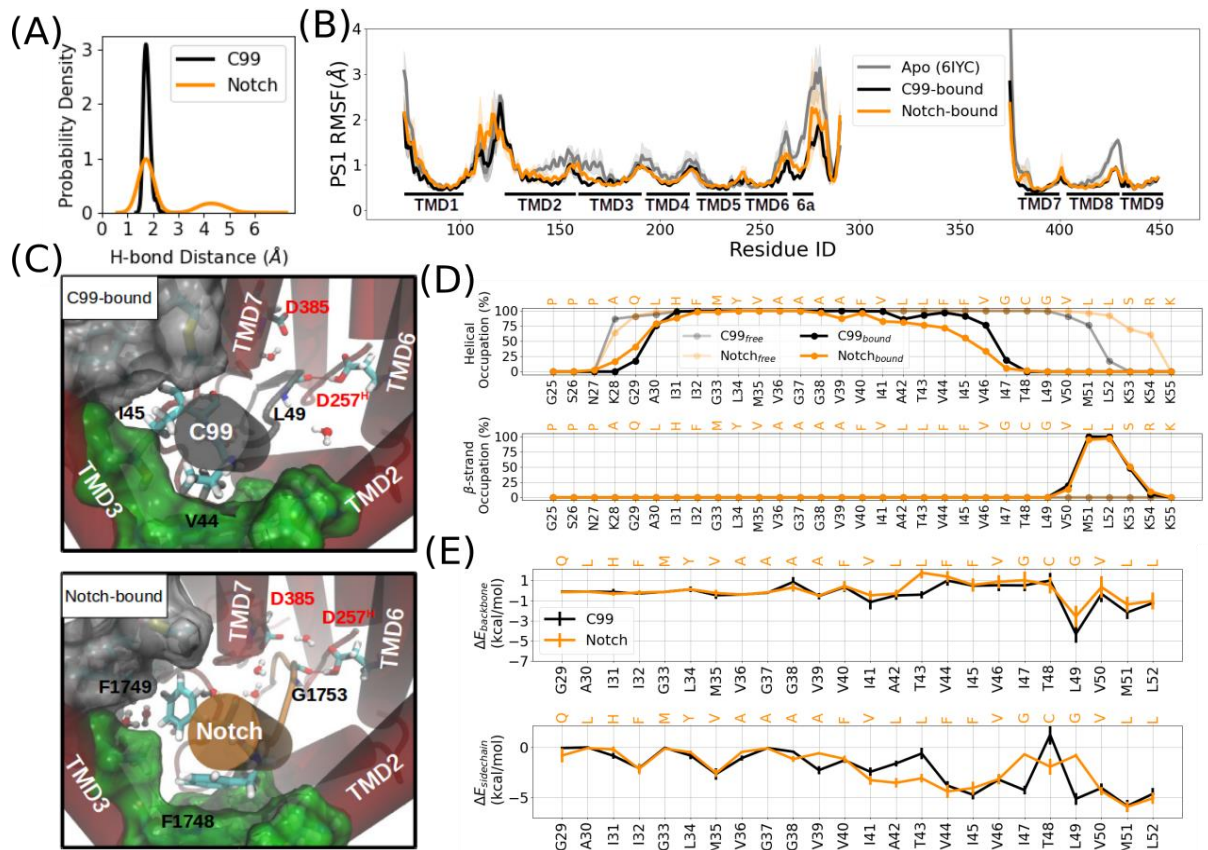 (A)
Probability Density
3
2
1
0
C99
Notch
0 1 2 3 4 5 6
H-bond Distance (Å)
(B)
PS1 RMSF(Å)
4
3
2
1
0
Apo (6IYC)
C99-bound
Notch-bound
TMD1 TMD2 TMD3 TMD4 TMD5 TMD6 6a TMD7 TMD8 TMD9
100 150 200 250 300 350 400 450
Residue ID
(C)
C99-bound
TMD7
D385
TMD6
I45
L49
D257ᴴ
C99
TMD3
TMD2
V44
Notch-bound
TMD7
D385
D257ᴴ
TMD6
F1749
G1753
Notch
TMD3
TMD2
F1748
(D)
P P P A Q L H F M Y V A A A A F V L L F F V G C G V L L S R K
Helical
Occupation (%)
100
75
50
25
0
C99free
Notchfree
C99bound
Notchbound
G25 S26 N27 K28 G29 A30 I31 I32 G33 L34 M35 V36 G37 G38 V39 V40 I41 A42 T43 V44 I45 V46 I47 T48 L49 V50 M51 L52 K53 K54 K55
P P P A Q L H F M Y V A A A A F V L L F F V G C G V L L S R K
β-strand
Occupation (%)
100
75
50
25
0
G25 S26 N27 K28 G29 A30 I31 I32 G33 L34 M35 V36 G37 G38 V39 V40 I41 A42 T43 V44 I45 V46 I47 T48 L49 V50 M51 L52 K53 K54 K55
(E)
Q L H F M Y V A A A A F V L L F F V G C G V L L
ΔEbackbone
(kcal/mol)
1
-1
-3
-5
-7
C99
Notch
G29 A30 I31 I32 G33 L34 M35 V36 G37 G38 V39 V40 I41 A42 T43 V44 I45 V46 I47 T48 L49 V50 M51 L52
Q L H F M Y V A A A A F V L L F F V G C G V L L
ΔEsidechain
(kcal/mol)
0
-5
G29 A30 I31 I32 G33 L34 M35 V36 G37 G38 V39 V40 I41 A42 T43 V44 I45 V46 I47 T48 L49 V50 M51 L52